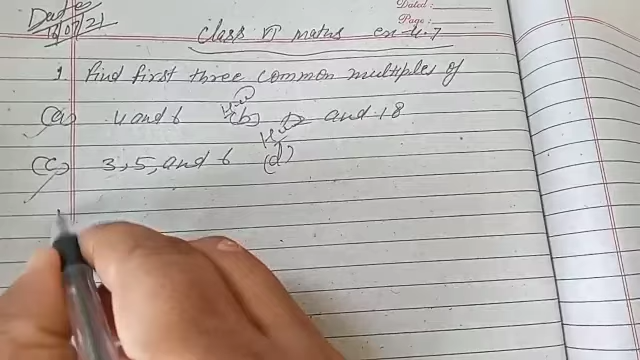 Date
16/07/21
Dated:
Page:
Class VI maths ex-4.7
1 find first three common multiples of
(a) 4 and 6 (b) and 18
(c) 3, 5, and 6 (d)